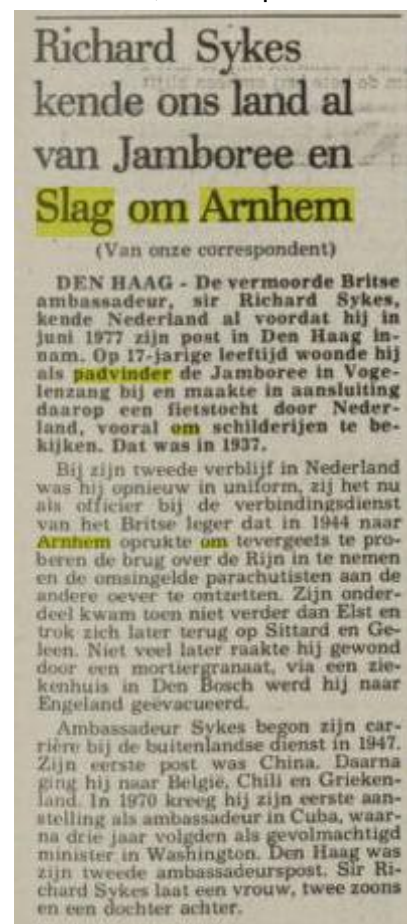 Richard Sykes
kende ons land al
van Jamboree en
Slag om Arnhem
(Van onze correspondent)
DEN HAAG - De vermoorde Britse
ambassadeur, sir Richard Sykes,
kende Nederland al voordat hij in
juni 1977 zijn post in Den Haag in-
nam. Op 17-jarige leeftijd woonde hij
als padvinder de Jamboree in Voge-
lenzang bij en maakte in aansluiting
daarop een fietstocht door Neder-
land, vooral om schilderijen te be-
kijken. Dat was in 1937.
Bij zijn tweede verblijf in Nederland
was hij opnieuw in uniform, zij het nu
als officier bij de verbindingsdienst
van het Britse leger dat in 1944 naar
Arnhem oprukte om tevergeefs te pro-
beren de brug over de Rijn in te nemen
en de omsingelde parachutisten aan de
andere oever te ontzetten. Zijn onder-
deel kwam toen niet verder dan Elst en
trok zich later terug op Sittard en Ge-
leen. Niet veel later raakte hij gewond
door een mortiergranaat, via een zie-
kenhuis in Den Bosch werd hij naar
Engeland geëvacueerd.
Ambassadeur Sykes begon zijn car-
rière bij de buitenlandse dienst in 1947.
Zijn eerste post was China. Daarna
ging hij naar België, Chili en Grieken-
land. In 1970 kreeg hij zijn eerste aan-
stelling als ambassadeur in Cuba, waar-
na drie jaar volgden als gevolmachtigd
minister in Washington. Den Haag was
zijn tweede ambassadeurspost. Sir Ri-
chard Sykes laat een vrouw, twee zoons
en een dochter achter.